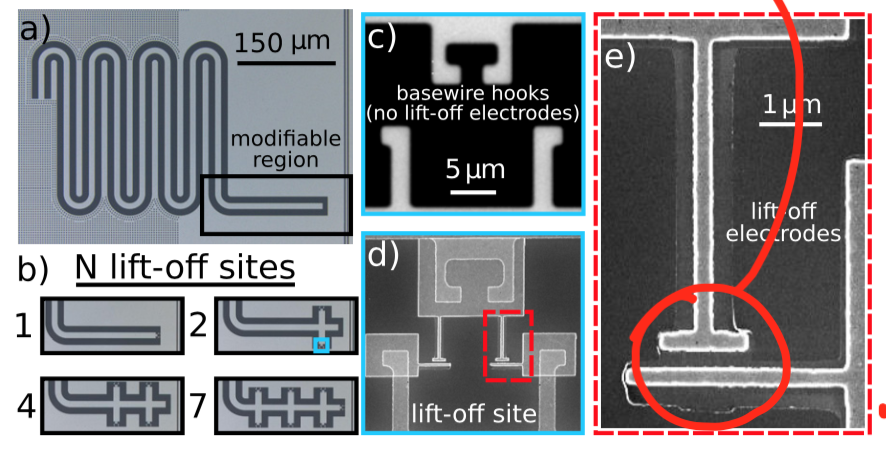 a)
150 μm
modifiable
region
b)
N lift-off sites
1
2
4
7
c)
basewire hooks
(no lift-off electrodes)
5 μm
d)
lift-off site
e)
1 μm
lift-off
electrodes